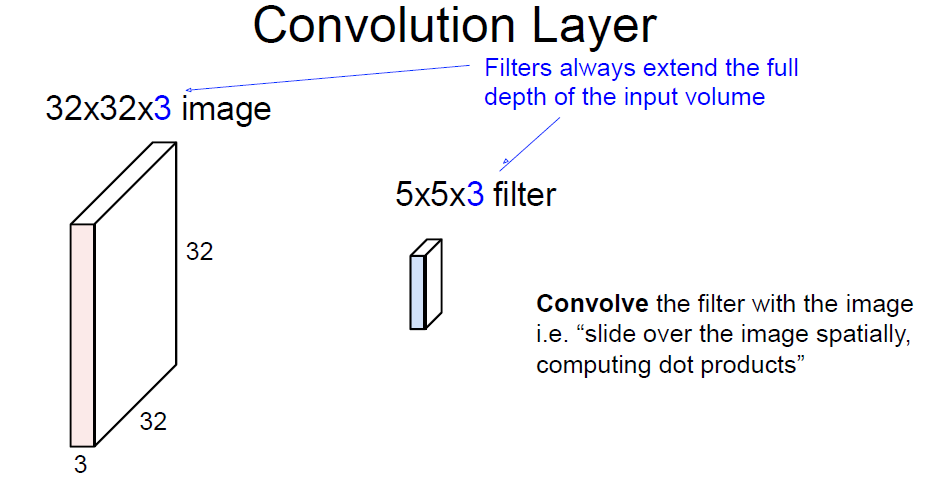 Convolution Layer
Filters always extend the full
depth of the input volume
32x32x3 image
5x5x3 filter
32
Convolve the filter with the image
i.e. “slide over the image spatially,
computing dot products”
32
3